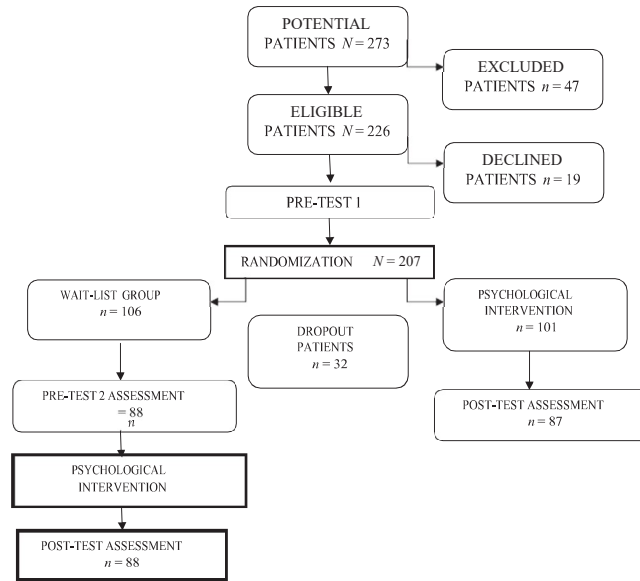 POTENTIAL
PATIENTS N = 273
EXCLUDED
PATIENTS n = 47
ELIGIBLE
PATIENTS N = 226
DECLINED
PATIENTS n = 19
PRE-TEST 1
RANDOMIZATION N = 207
WAIT-LIST GROUP
n = 106
PSYCHOLOGICAL
INTERVENTION
n = 101
DROPOUT
PATIENTS
n = 32
PRE-TEST 2 ASSESSMENT
= 88
n
POST-TEST ASSESSMENT
n = 87
PSYCHOLOGICAL
INTERVENTION
POST-TEST ASSESSMENT
n = 88